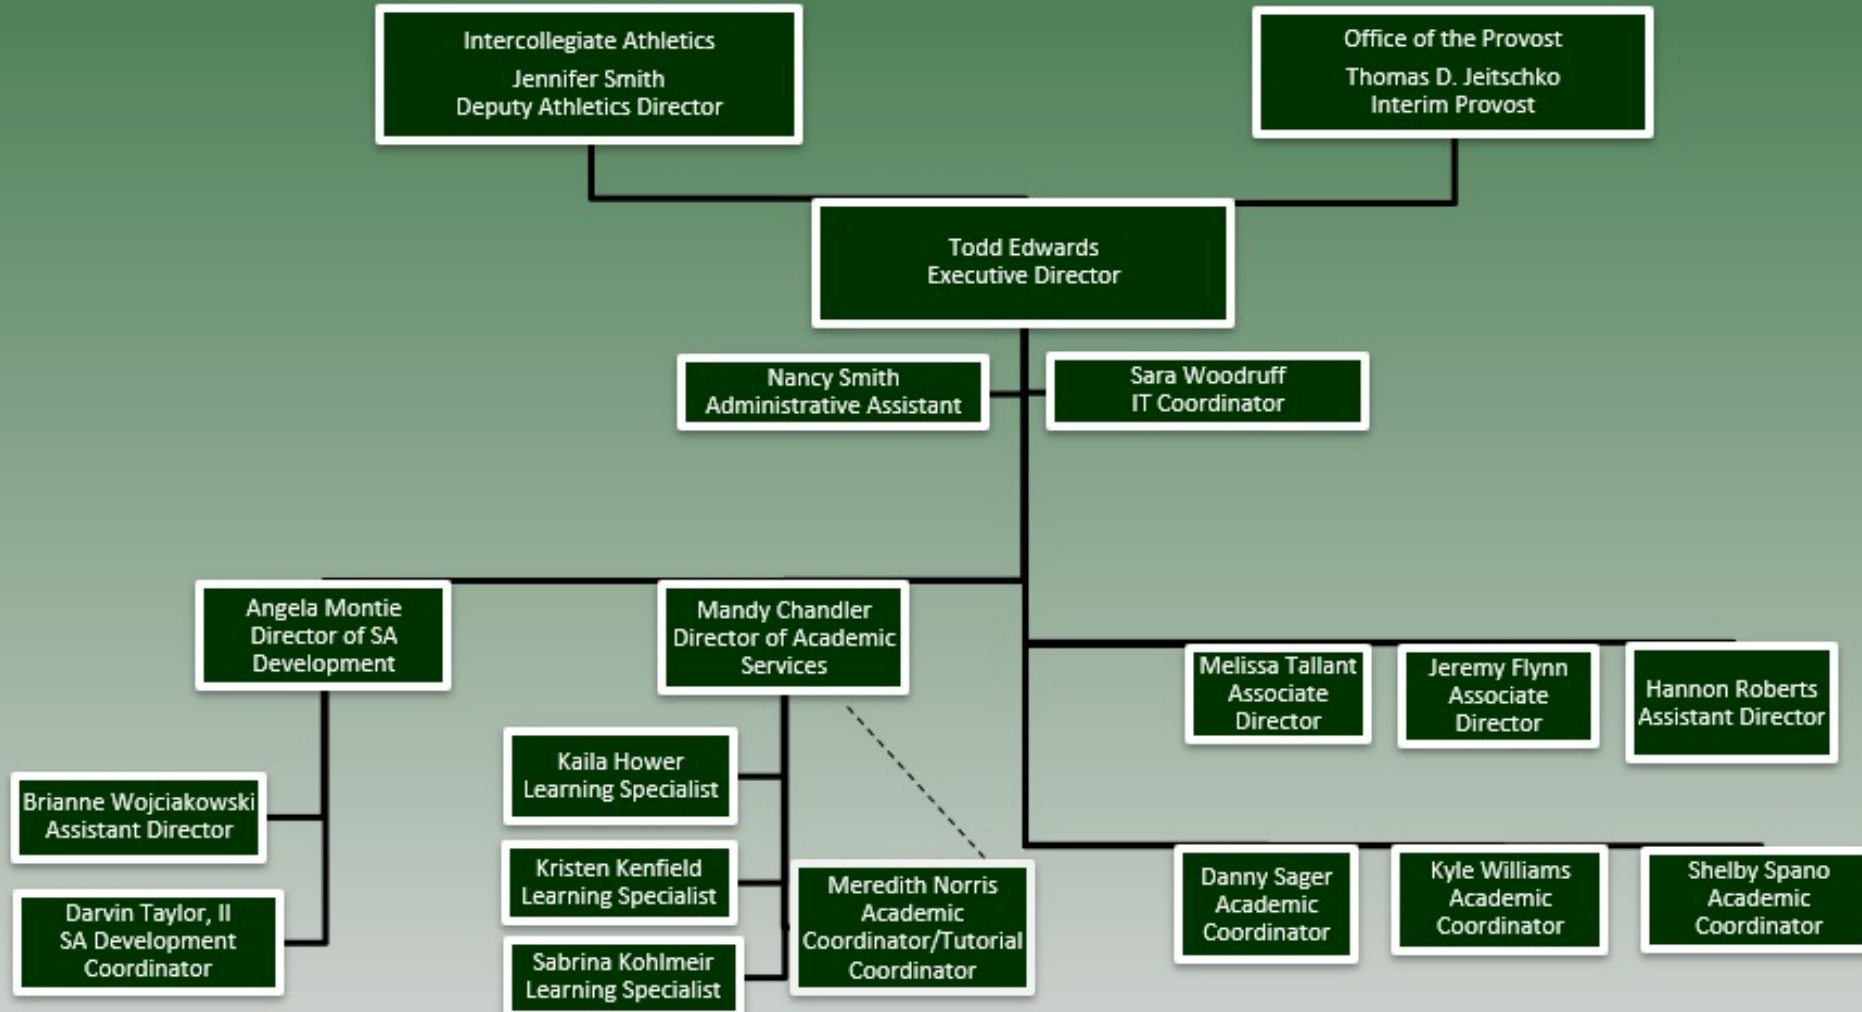 Intercollegiate Athletics
Jennifer Smith
Deputy Athletics Director
Office of the Provost
Thomas D. Jeitschko
Interim Provost
Todd Edwards
Executive Director
Nancy Smith
Administrative Assistant
Sara Woodruff
IT Coordinator
Angela Montie
Director of SA
Development
Mandy Chandler
Director of Academic
Services
Melissa Tallant
Associate
Director
Jeremy Flynn
Associate
Director
Hannon Roberts
Assistant Director
Brianne Wojciakowski
Assistant Director
Darvin Taylor, II
SA Development
Coordinator
Kaila Hower
Learning Specialist
Kristen Kenfield
Learning Specialist
Sabrina Kohlmeir
Learning Specialist
Meredith Norris
Academic
Coordinator/Tutorial
Coordinator
Danny Sager
Academic
Coordinator
Kyle Williams
Academic
Coordinator
Shelby Spano
Academic
Coordinator